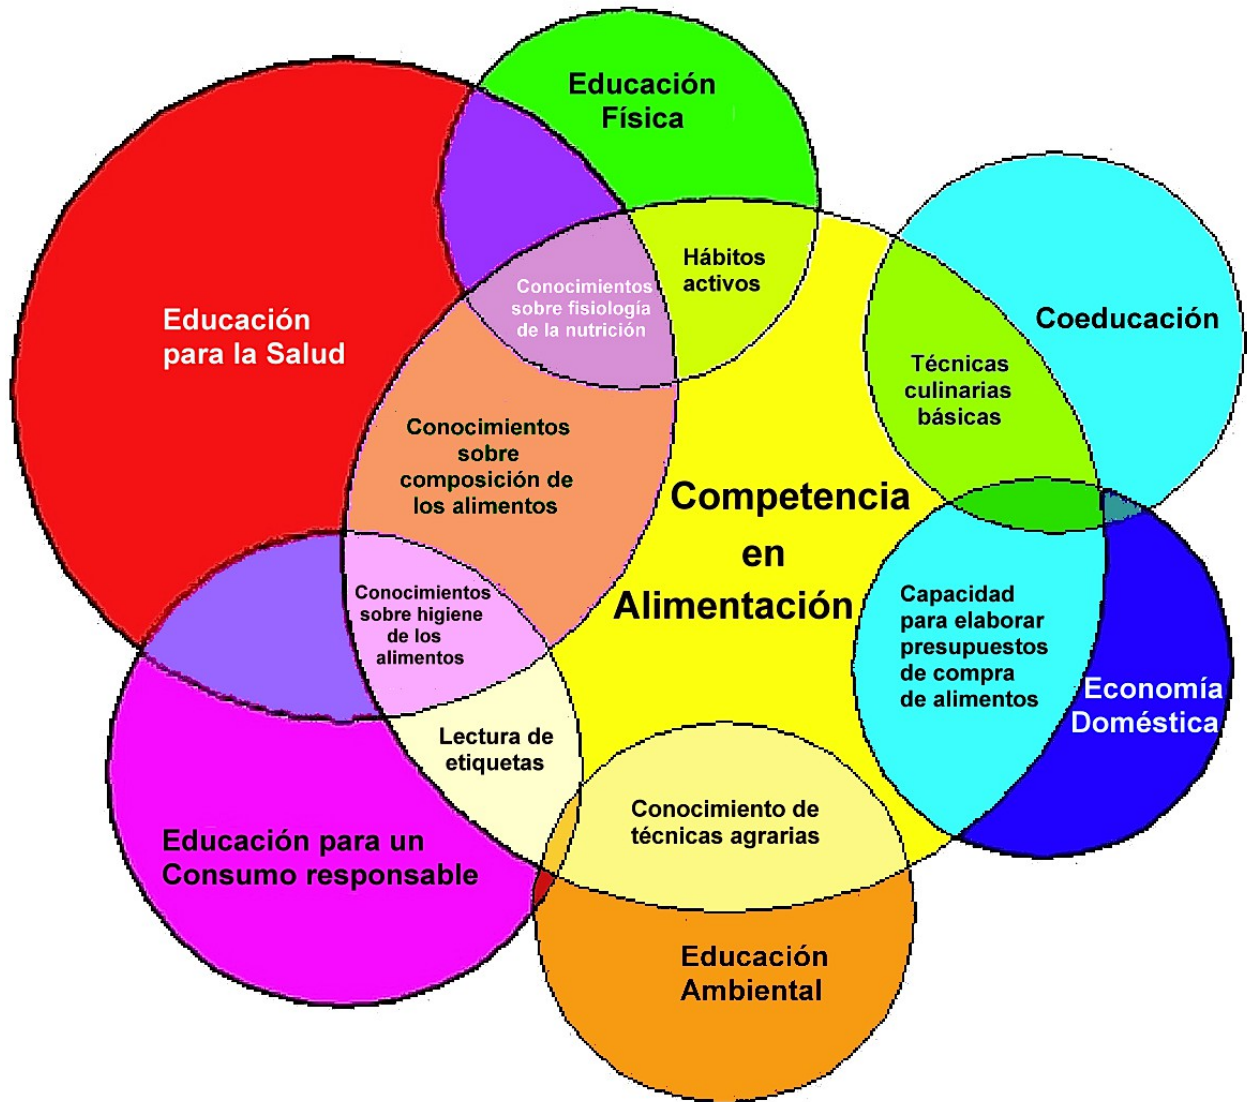 Educación
Física
Hábitos
activos
Conocimientos
sobre fisiología
de la nutrición
Educación
para la Salud
Coeducación
Técnicas
culinarias
básicas
Conocimientos
sobre
composición de
los alimentos
Competencia
en
Alimentación
Conocimientos
sobre higiene
de los
alimentos
Capacidad
para elaborar
presupuestos
de compra
de alimentos
Economía
Doméstica
Lectura de
etiquetas
Conocimiento de
técnicas agrarias
Educación para un
Consumo responsable
Educación
Ambiental